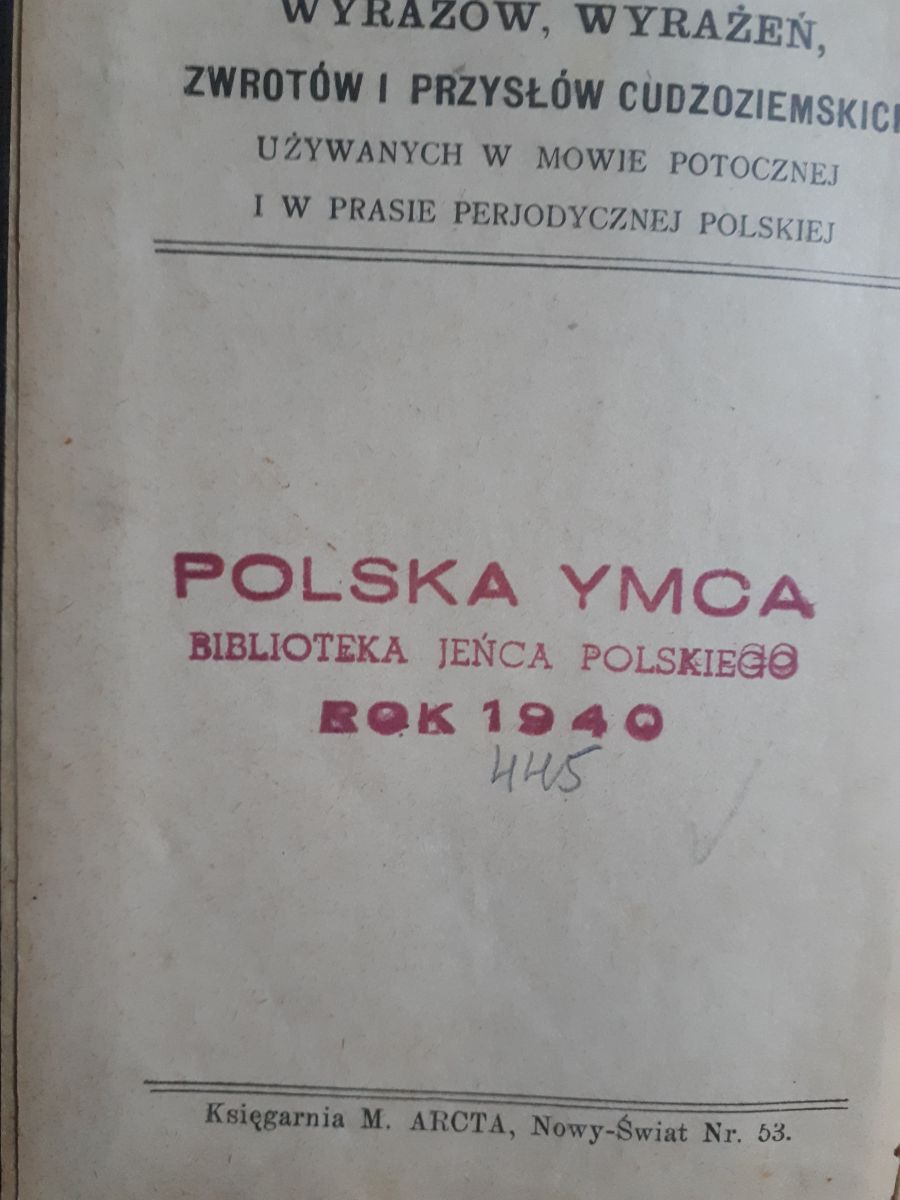 WYRAZÓW, WYRAŻEŃ,
ZWROTÓW I PRZYSŁÓW CUDZOZIEMSKICH
UŻYWANYCH W MOWIE POTOCZNEJ
I W PRASIE PERJODYCZNEJ POLSKIEJ
POLSKA YMCA
BIBLIOTEKA JEŃCA POLSKIEGO
ROK 1940
445
Księgarnia M. ARCTA, Nowy-Świat Nr. 53.